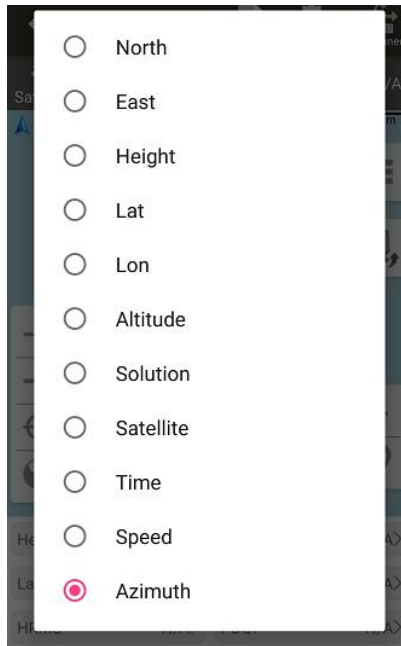 North
East
Height
Lat
Lon
Altitude
Solution
Satellite
Time
Speed
Azimuth